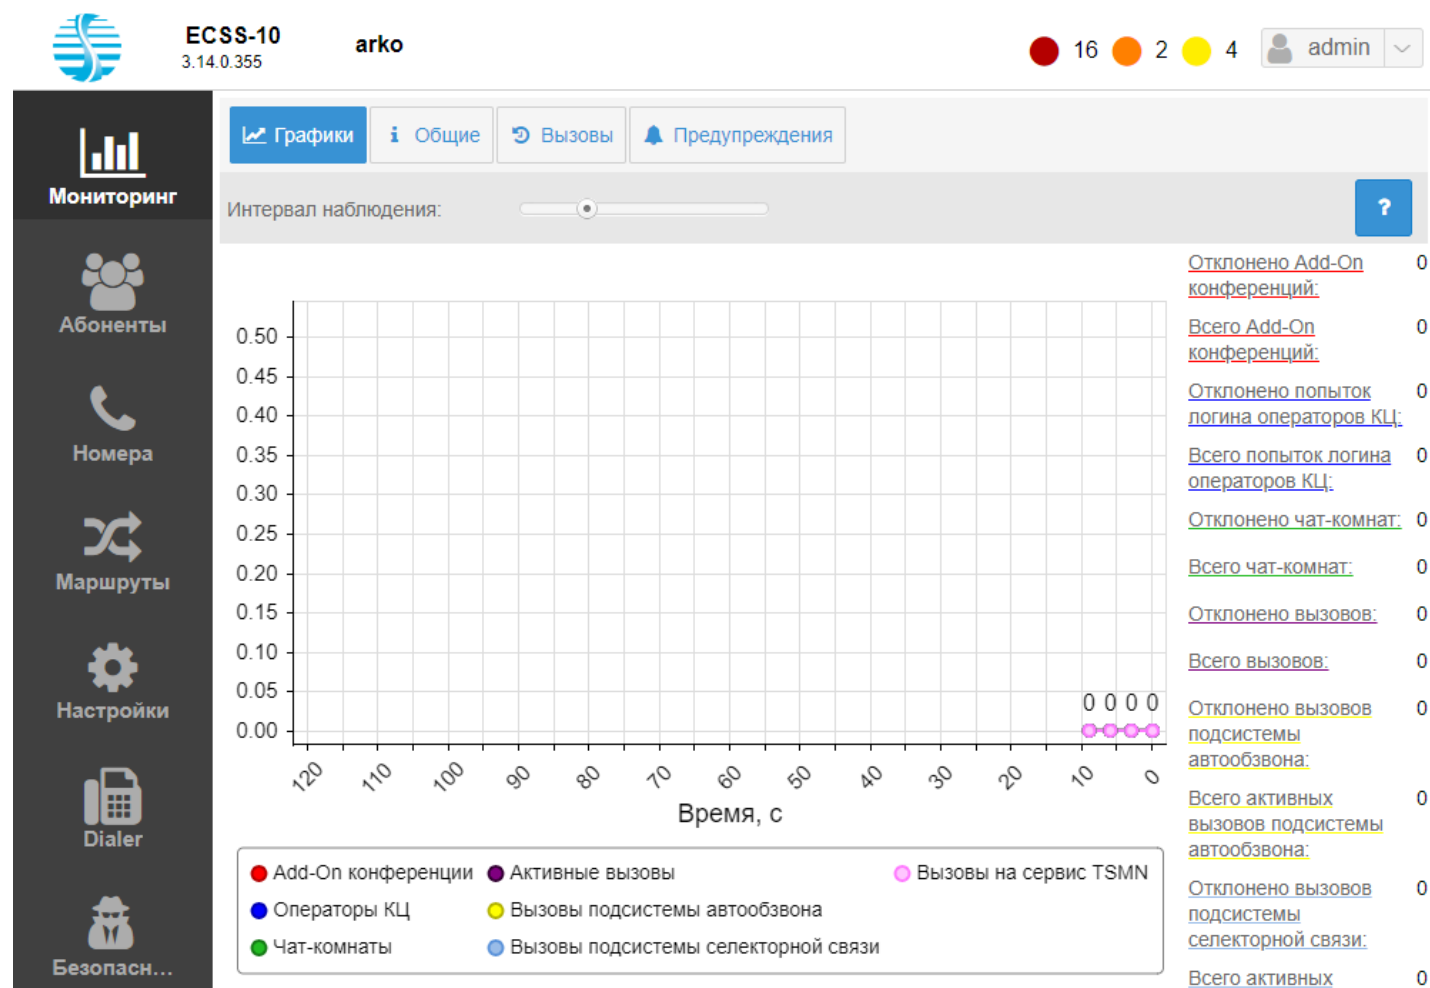 ECSS-10
3.14.0.355
arko
16
2
4
admin
Графики
Общие
Вызовы
Предупреждения
Мониторинг
Абоненты
Номера
Маршруты
Настройки
Dialer
Безопасн...
Интервал наблюдения:
?
0.50
0.45
0.40
0.35
0.30
0.25
0.20
0.15
0.10
0.05
0.00
0 0 0 0
120 110 100 90 80 70 60 50 40 30 20 10 0
Время, с
Add-On конференции
Активные вызовы
Вызовы на сервис TSMN
Операторы КЦ
Вызовы подсистемы автообзвона
Чат-комнаты
Вызовы подсистемы селекторной связи
Отклонено Add-On 0
конференций:
Всего Add-On 0
конференций:
Отклонено попыток 0
логина операторов КЦ:
Всего попыток логина 0
операторов КЦ:
Отклонено чат-комнат: 0
Всего чат-комнат: 0
Отклонено вызовов: 0
Всего вызовов: 0
Отклонено вызовов 0
подсистемы
автообзвона:
Всего активных 0
вызовов подсистемы
автообзвона:
Отклонено вызовов 0
подсистемы
селекторной связи:
Всего активных 0